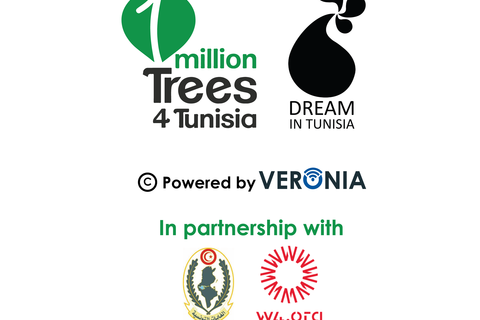 1 million
Trees
4 Tunisia
DREAM
IN TUNISIA
© Powered by VERONIA
In partnership with